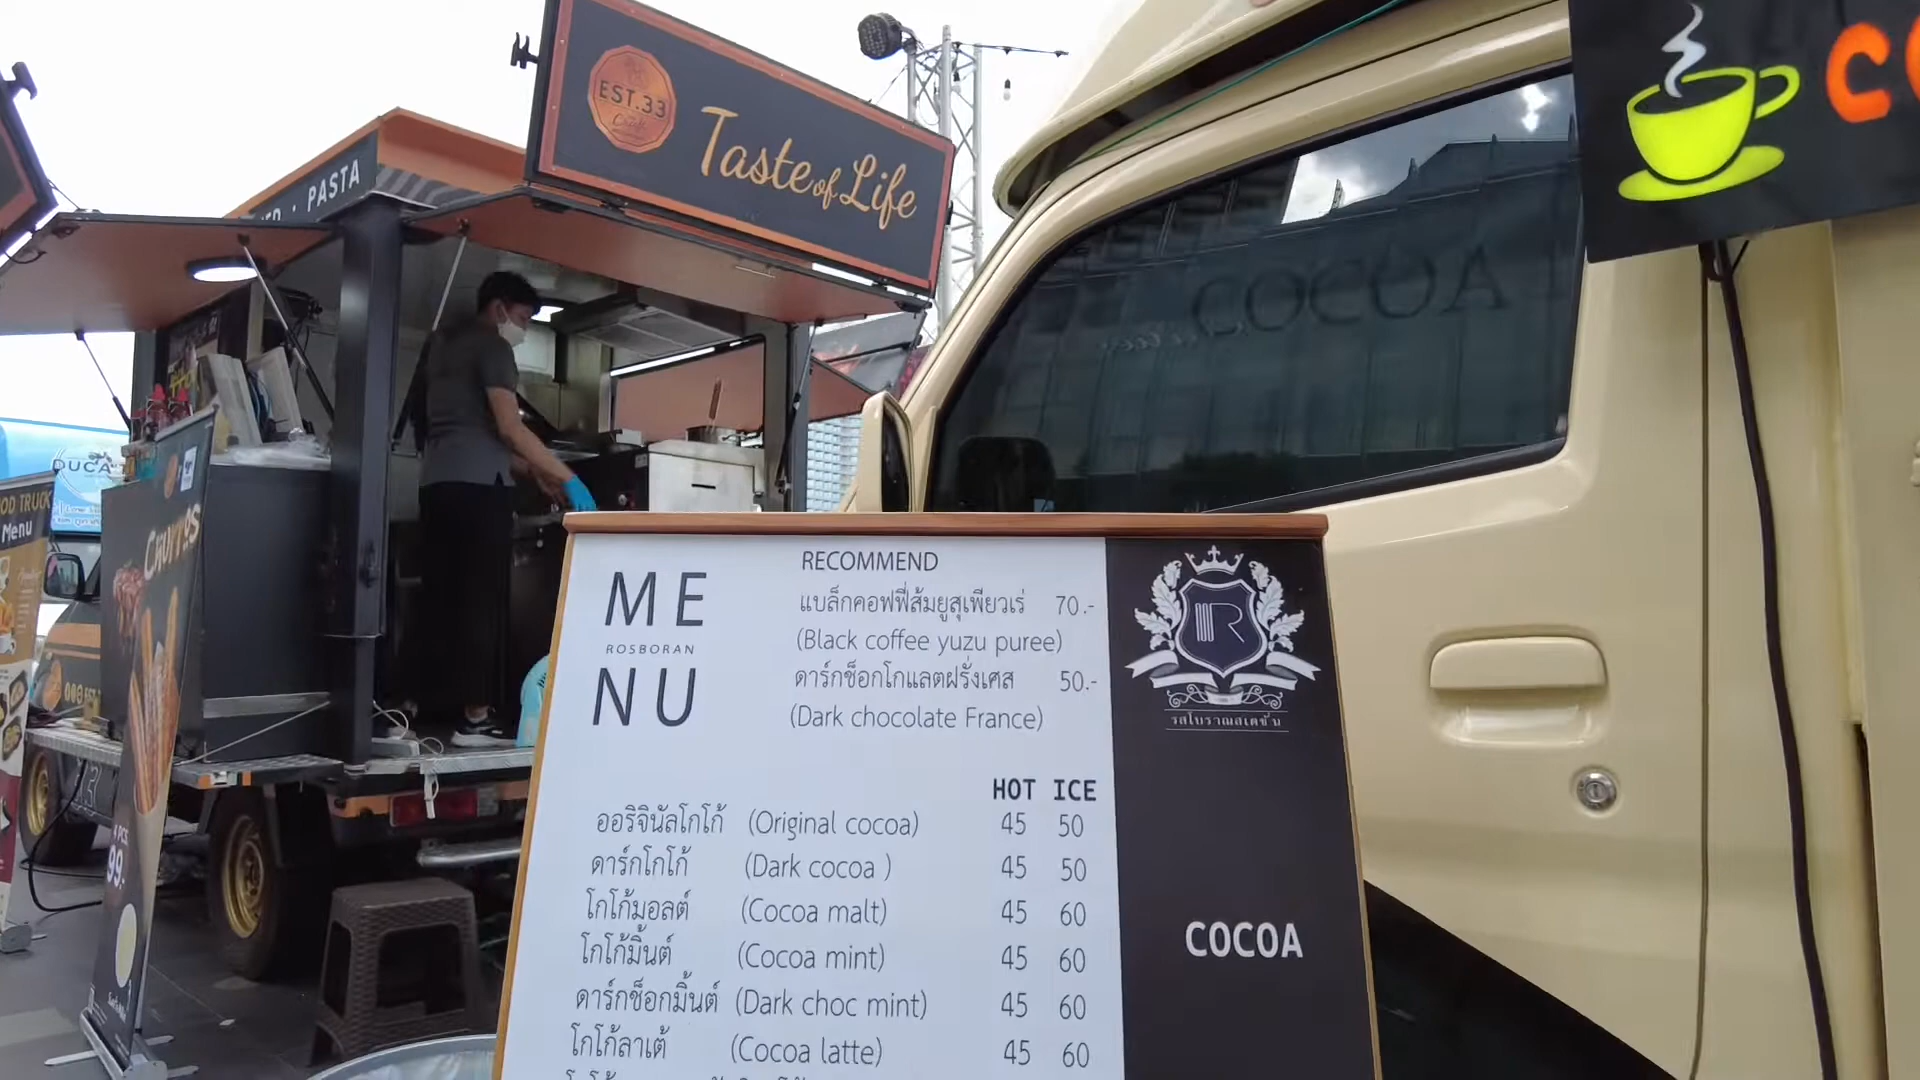 EST.33
Craft
Taste of Life
PASTA
DUCA
FOOD TRUCK
Menu
Churros
4 PCS
99.-
COCOA
ME
NU
ROSBORAN
RECOMMEND
แบล็กคอฟฟี่ส้มยูสุเพียวเร่ 70.-
(Black coffee yuzu puree)
ดาร์กช็อกโกแลตฝรั่งเศส 50.-
(Dark chocolate France)
HOT ICE
ออริจินัลโกโก้ (Original cocoa) 45 50
ดาร์กโกโก้ (Dark cocoa ) 45 50
โกโก้มอลต์ (Cocoa malt) 45 60
โกโก้มิ้นต์ (Cocoa mint) 45 60
ดาร์กช็อกมิ้นต์ (Dark choc mint) 45 60
โกโก้ลาเต้ (Cocoa latte) 45 60
R
รสโบราณสเตชั่น
COCOA